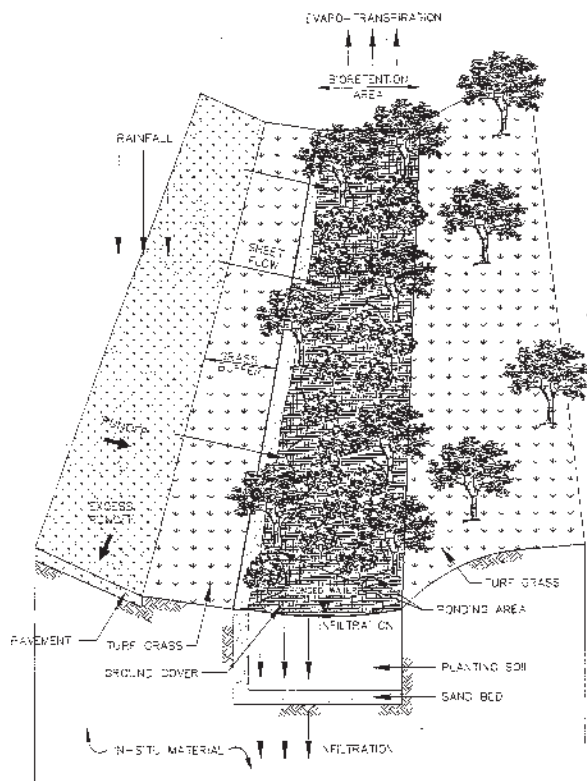 EVAPO-TRANSPIRATION
BIORETENTION
AREA
RAINFALL
SHEET
FLOW
GRASS
BUFFER
RUNOFF
EXCESS
RUNOFF
PONDED WATER
TURF GRASS
PONDING AREA
INFILTRATION
PAVEMENT
TURF GRASS
GROUND COVER
PLANTING SOIL
SAND BED
IN-SITU MATERIAL
INFILTRATION